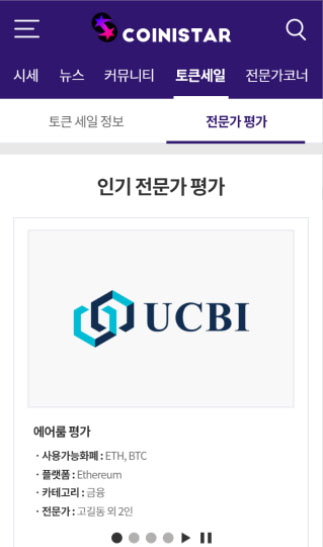 COINISTAR
시세 뉴스 커뮤니티 토큰세일 전문가코너
토큰 세일 정보 전문가 평가
인기 전문가 평가
UCBI
에어룸 평가
· 사용가능화폐 : ETH, BTC
· 플랫폼 : Ethereum
· 카테고리 : 금융
· 전문가 : 고길동 외 2인